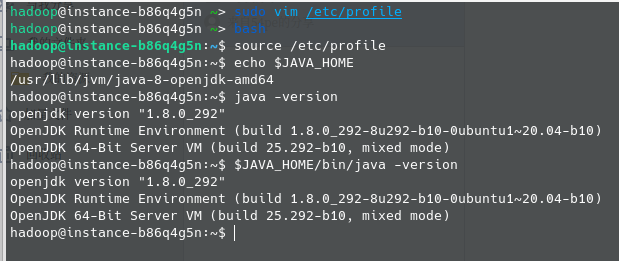 hadoop@instance-b86q4g5n ~> sudo vim /etc/profile
hadoop@instance-b86q4g5n ~> bash
hadoop@instance-b86q4g5n:~$ source /etc/profile
hadoop@instance-b86q4g5n:~$ echo $JAVA_HOME
/usr/lib/jvm/java-8-openjdk-amd64
hadoop@instance-b86q4g5n:~$ java -version
openjdk version "1.8.0_292"
OpenJDK Runtime Environment (build 1.8.0_292-8u292-b10-0ubuntu1~20.04-b10)
OpenJDK 64-Bit Server VM (build 25.292-b10, mixed mode)
hadoop@instance-b86q4g5n:~$ $JAVA_HOME/bin/java -version
openjdk version "1.8.0_292"
OpenJDK Runtime Environment (build 1.8.0_292-8u292-b10-0ubuntu1~20.04-b10)
OpenJDK 64-Bit Server VM (build 25.292-b10, mixed mode)
hadoop@instance-b86q4g5n:~$